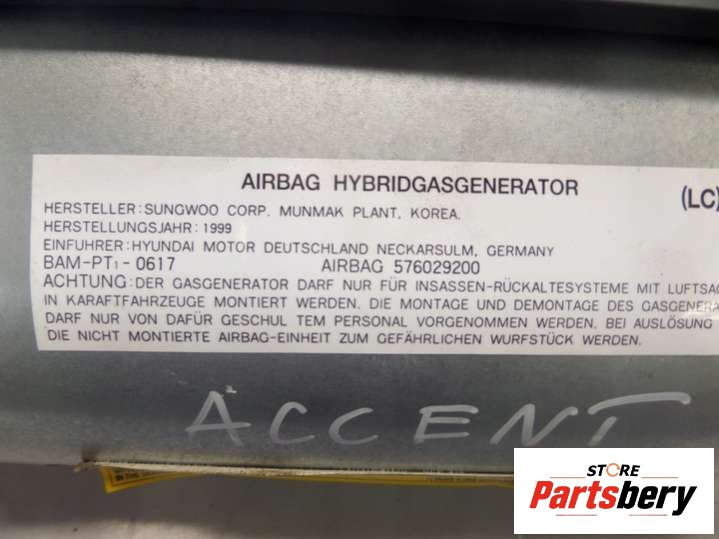 AIRBAG HYBRIDGASGENERATOR (LC)
HERSTELLER:SUNGWOO CORP. MUNMAK PLANT, KOREA.
HERSTELLUNGSJAHR:1999
EINFUHRER:HYUNDAI MOTOR DEUTSCHLAND NECKARSULM, GERMANY
BAM-PT1-0617 AIRBAG 576029200
ACHTUNG:DER GASGENERATOR DARF NUR FÜR INSASSEN-RÜCKALTESYSTEME MIT LUFTSAC
IN KARAFTFAHRZEUGE MONTIERT WERDEN. DIE MONTAGE UND DEMONTAGE DES GASGENERA
DARF NUR VON DAFÜR GESCHUL TEM PERSONAL VORGENOMMEN WERDEN. BEI AUSLÖSUNG
DIE NICHT MONTIERTE AIRBAG-EINHEIT ZUM GEFÄHRLICHEN WURFSTÜCK WERDEN.
ACCENT
STORE
Partsbery